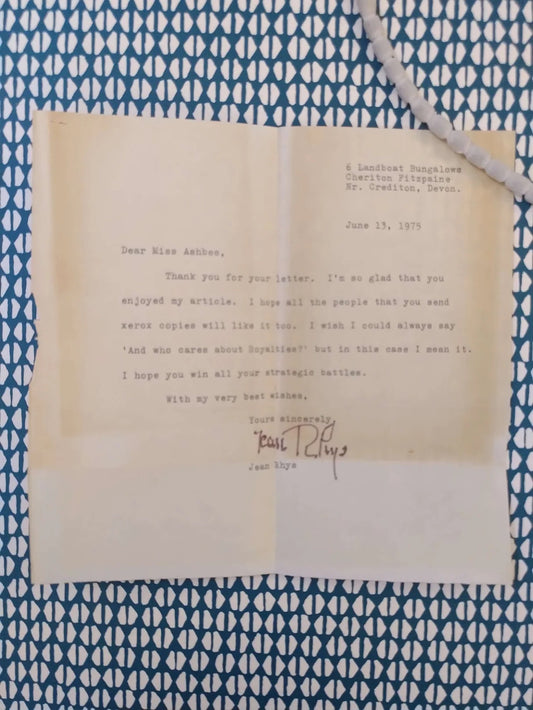 6 Landboat Bungalows
Cheriton Fitzpaine
Nr. Crediton, Devon.
June 13, 1975
Dear Miss Ashbee,
Thank you for your letter. I'm so glad that you
enjoyed my article. I hope all the people that you send
xerox copies will like it too. I wish I could always say
'And who cares about Royalties?' but in this case I mean it.
I hope you win all your strategic battles.
With my very best wishes,
Yours sincerely,
Jean Rhys
Jean Rhys